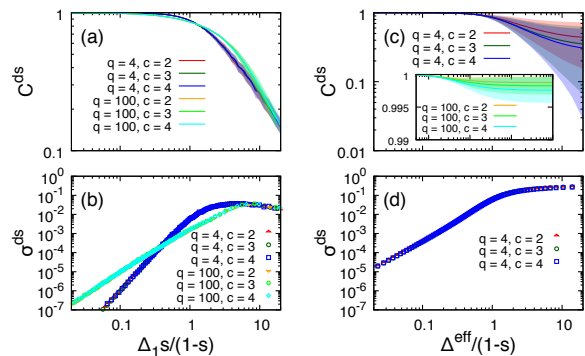 (a)
C^ds
1
0.1
q = 4, c = 2
q = 4, c = 3
q = 4, c = 4
q = 100, c = 2
q = 100, c = 3
q = 100, c = 4
(c)
C^ds
1
0.1
0.01
q = 4, c = 2
q = 4, c = 3
q = 4, c = 4
1
0.995
0.99
q = 100, c = 2
q = 100, c = 3
q = 100, c = 4
(b)
σ^ds
10^0
10^-1
10^-2
10^-3
10^-4
10^-5
10^-6
10^-7
q = 4, c = 2
q = 4, c = 3
q = 4, c = 4
q = 100, c = 2
q = 100, c = 3
q = 100, c = 4
0.1 1 10
Δ_1s/(1-s)
(d)
σ^ds
10^0
10^-1
10^-2
10^-3
10^-4
10^-5
10^-6
10^-7
q = 4, c = 2
q = 4, c = 3
q = 4, c = 4
0.1 1 10
Δ^eff/(1-s)